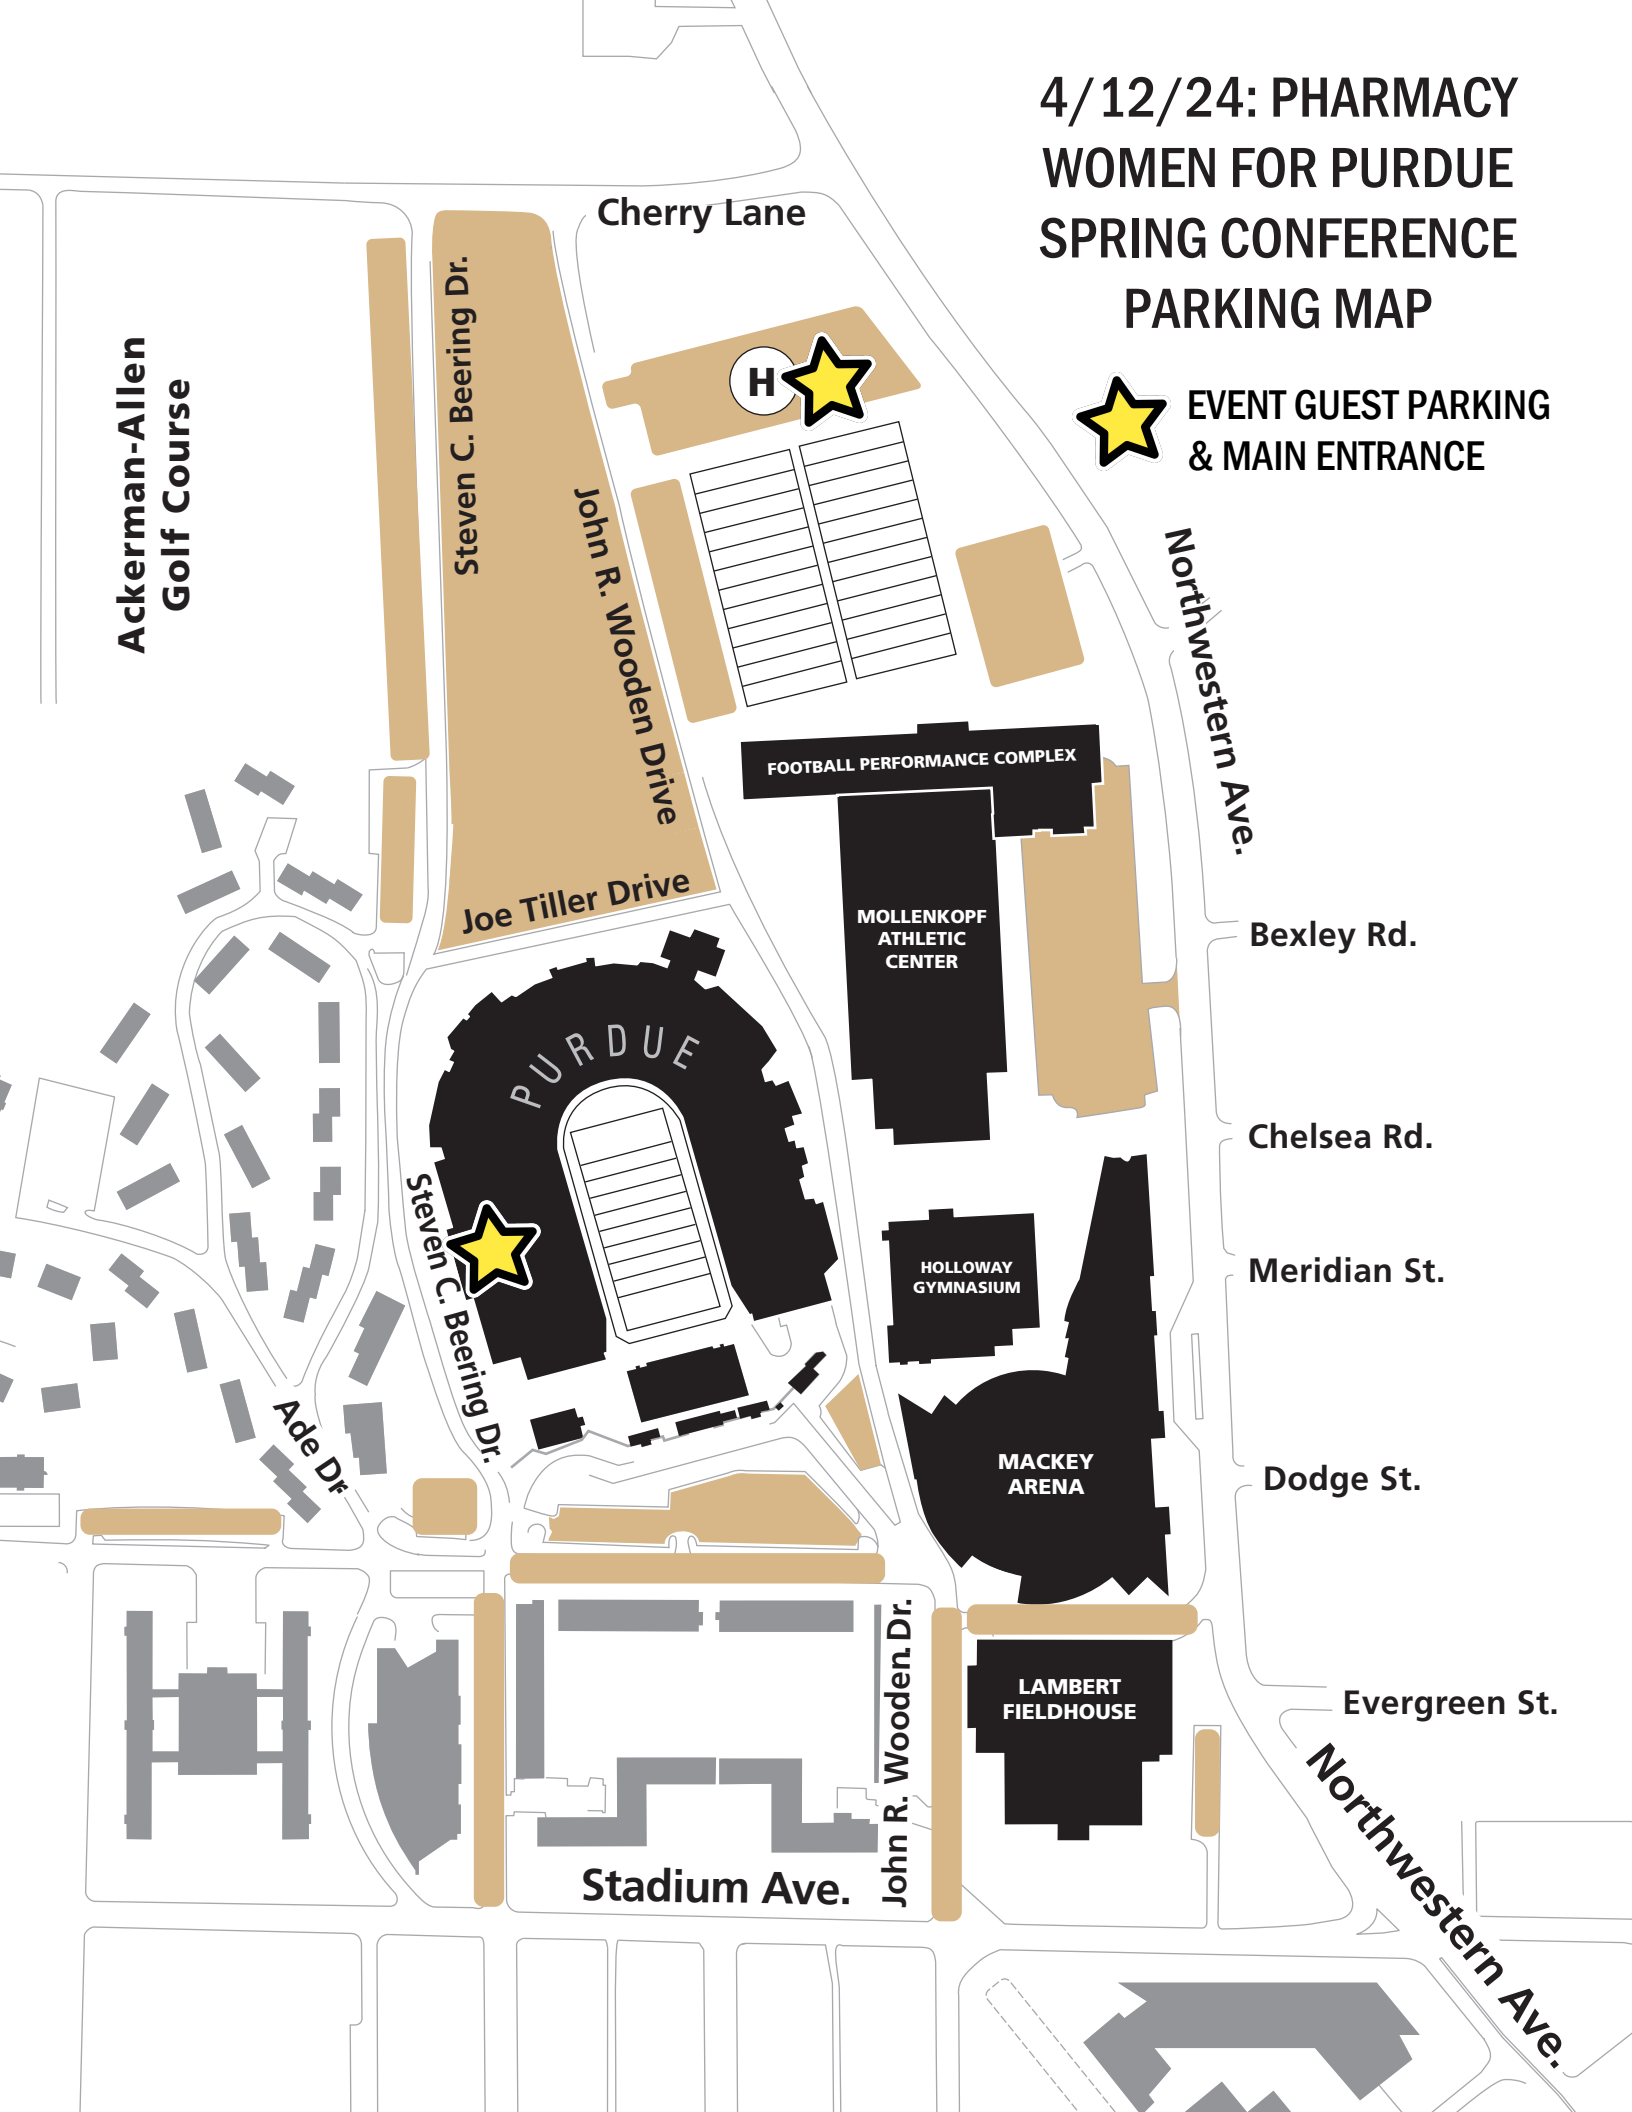 4/12/24: PHARMACY
WOMEN FOR PURDUE
SPRING CONFERENCE
PARKING MAP
EVENT GUEST PARKING
& MAIN ENTRANCE
Cherry Lane
H
Steven C. Beering Dr.
Ackerman-Allen
Golf Course
John R. Wooden Drive
Northwestern Ave.
FOOTBALL PERFORMANCE COMPLEX
Joe Tiller Drive
MOLLENKOPF
ATHLETIC
CENTER
Bexley Rd.
PURDUE
Chelsea Rd.
Steven C. Beering Dr.
HOLLOWAY
GYMNASIUM
Meridian St.
Ade Dr.
MACKEY
ARENA
Dodge St.
John R. Wooden Dr.
LAMBERT
FIELDHOUSE
Evergreen St.
Stadium Ave.
Northwestern Ave.